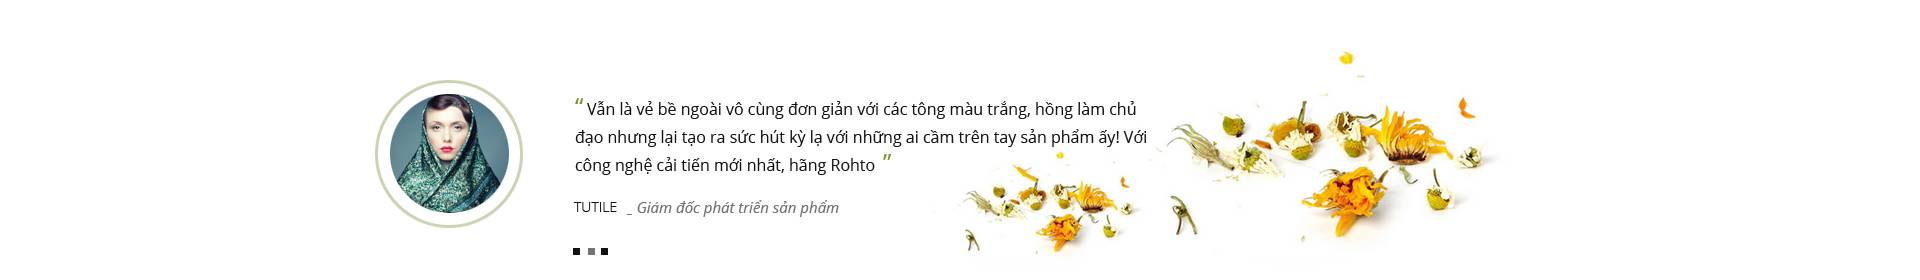 “ Vẫn là vẻ bề ngoài vô cùng đơn giản với các tông màu trắng, hồng làm chủ
đạo nhưng lại tạo ra sức hút kỳ lạ với những ai cầm trên tay sản phẩm ấy! Với
công nghệ cải tiến mới nhất, hãng Rohto ”
TUTILE _ Giám đốc phát triển sản phẩm